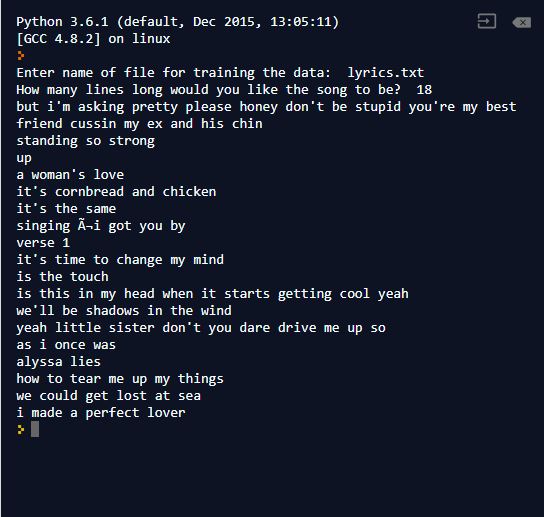 Python 3.6.1 (default, Dec 2015, 13:05:11)
[GCC 4.8.2] on linux
Enter name of file for training the data:  lyrics.txt
How many lines long would you like the song to be?  18
but i'm asking pretty please honey don't be stupid you're my best
friend cussin my ex and his chin
standing so strong
up
a woman's love
it's cornbread and chicken
it's the same
singing Ã¬i got you by
verse 1
it's time to change my mind
is the touch
is this in my head when it starts getting cool yeah
we'll be shadows in the wind
yeah little sister don't you dare drive me up so
as i once was
alyssa lies
how to tear me up my things
we could get lost at sea
i made a perfect lover